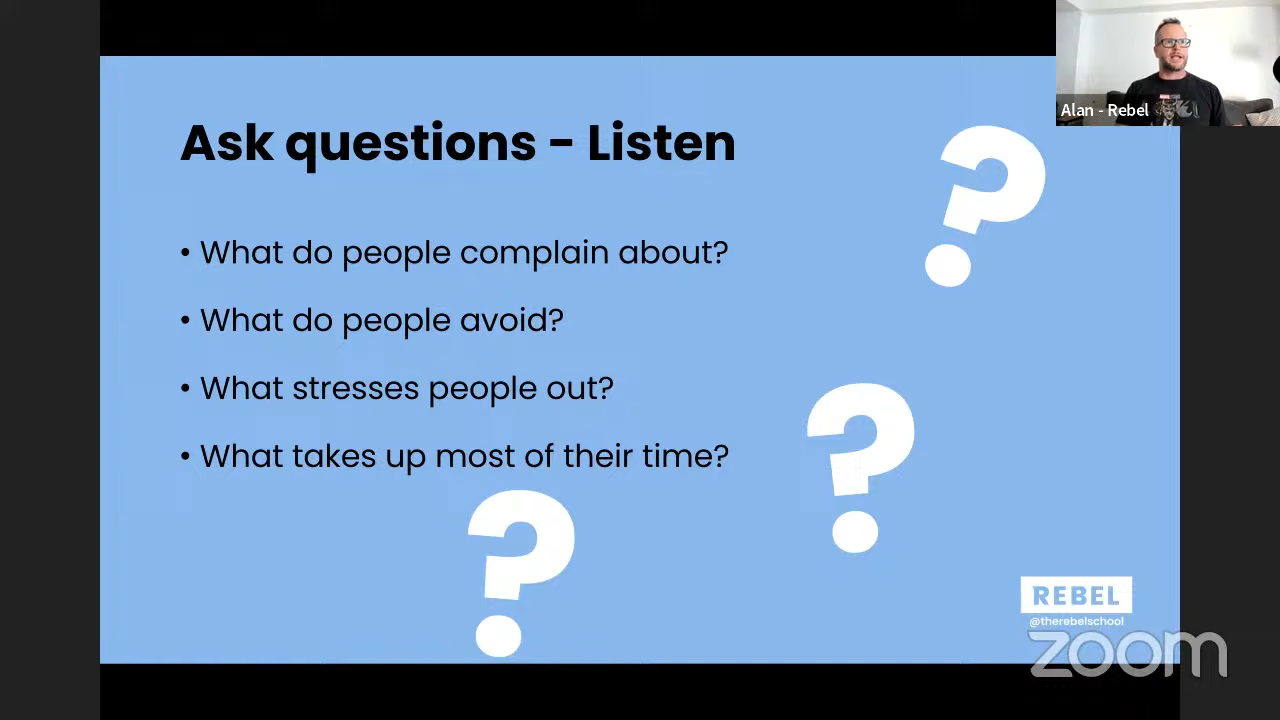 Alan - Rebel
Ask questions - Listen
• What do people complain about?
• What do people avoid?
• What stresses people out?
• What takes up most of their time?
REBEL
@therebelschool
zoom